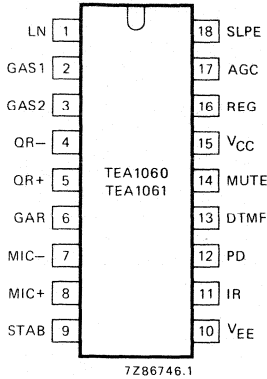 LN 1 18 SLPE
GAS1 2 17 AGC
GAS2 3 16 REG
QR− 4 15 VCC
QR+ 5 14 MUTE
TEA1060
TEA1061
GAR 6 13 DTMF
MIC− 7 12 PD
MIC+ 8 11 IR
STAB 9 10 VEE
7Z86746.1